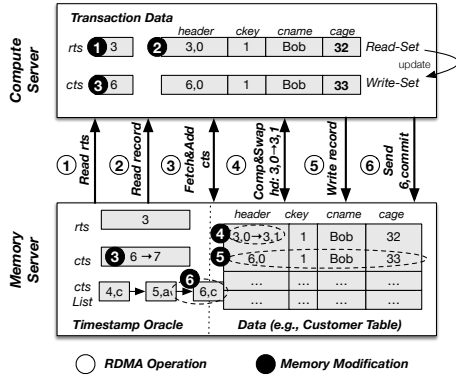 Compute Server
Transaction Data
header ckey cname cage
rts 1 3 2 3,0 1 Bob 32 Read-Set
update
cts 3 6 6,0 1 Bob 33 Write-Set
1 Read rts
2 Read record
3 Fetch&Add cts
4 Comp&Swap hd: 3,0→3,1
5 Write record
6 Send 6,commit
Memory Server
rts 3
cts 3 6→7
cts List 4,c 5,a 6 6,c
Timestamp Oracle
header ckey cname cage
4 3,0→3,1 1 Bob 32
5 6,0 1 Bob 33
... ... ... ...
... ... ... ...
Data (e.g., Customer Table)
RDMA Operation
Memory Modification